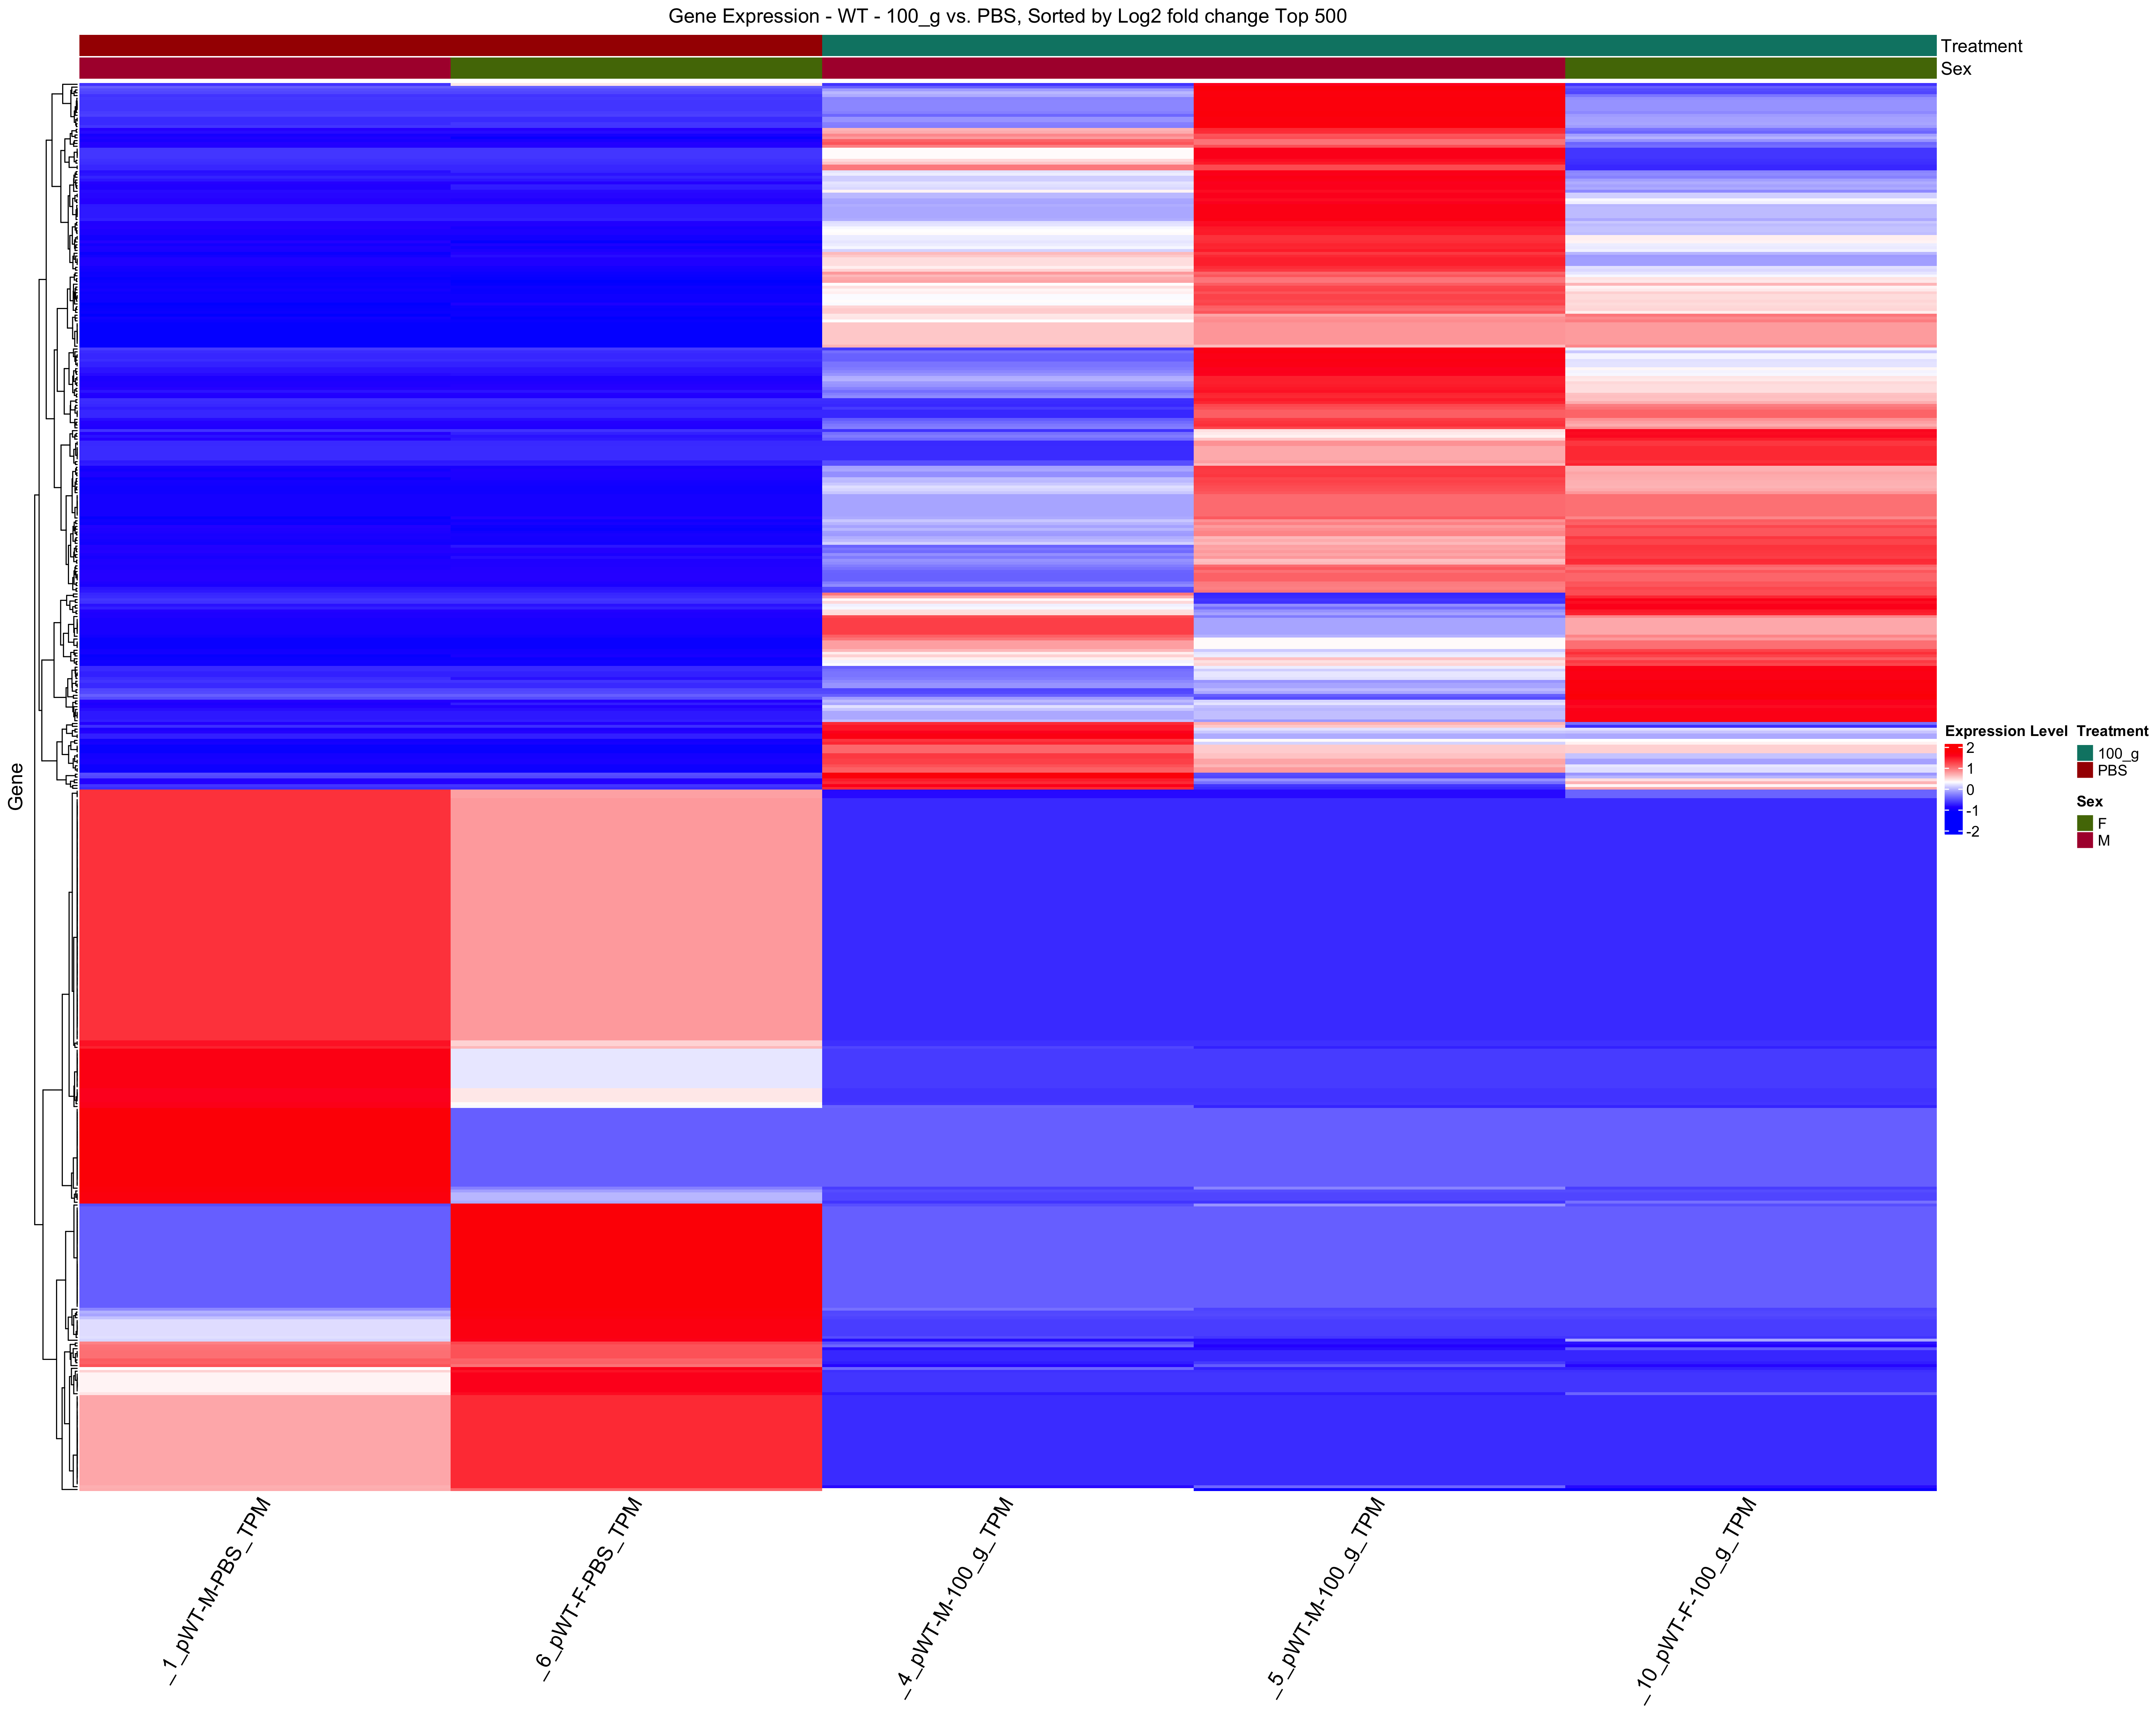 Gene Expression - WT - 100_g vs. PBS, Sorted by Log2 fold change Top 500
Treatment
Sex
Gene
Expression Level
2
1
0
-1
-2
Treatment
100_g
PBS
Sex
F
M
_1_pWT-M-PBS_TPM
_6_pWT-F-PBS_TPM
_4_pWT-M-100_g_TPM
_5_pWT-M-100_g_TPM
_10_pWT-F-100_g_TPM